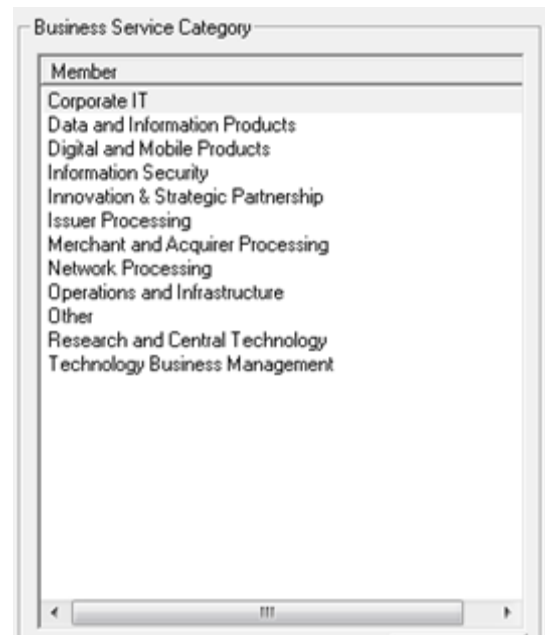 Business Service Category
Member
Corporate IT
Data and Information Products
Digital and Mobile Products
Information Security
Innovation & Strategic Partnership
Issuer Processing
Merchant and Acquirer Processing
Network Processing
Operations and Infrastructure
Other
Research and Central Technology
Technology Business Management